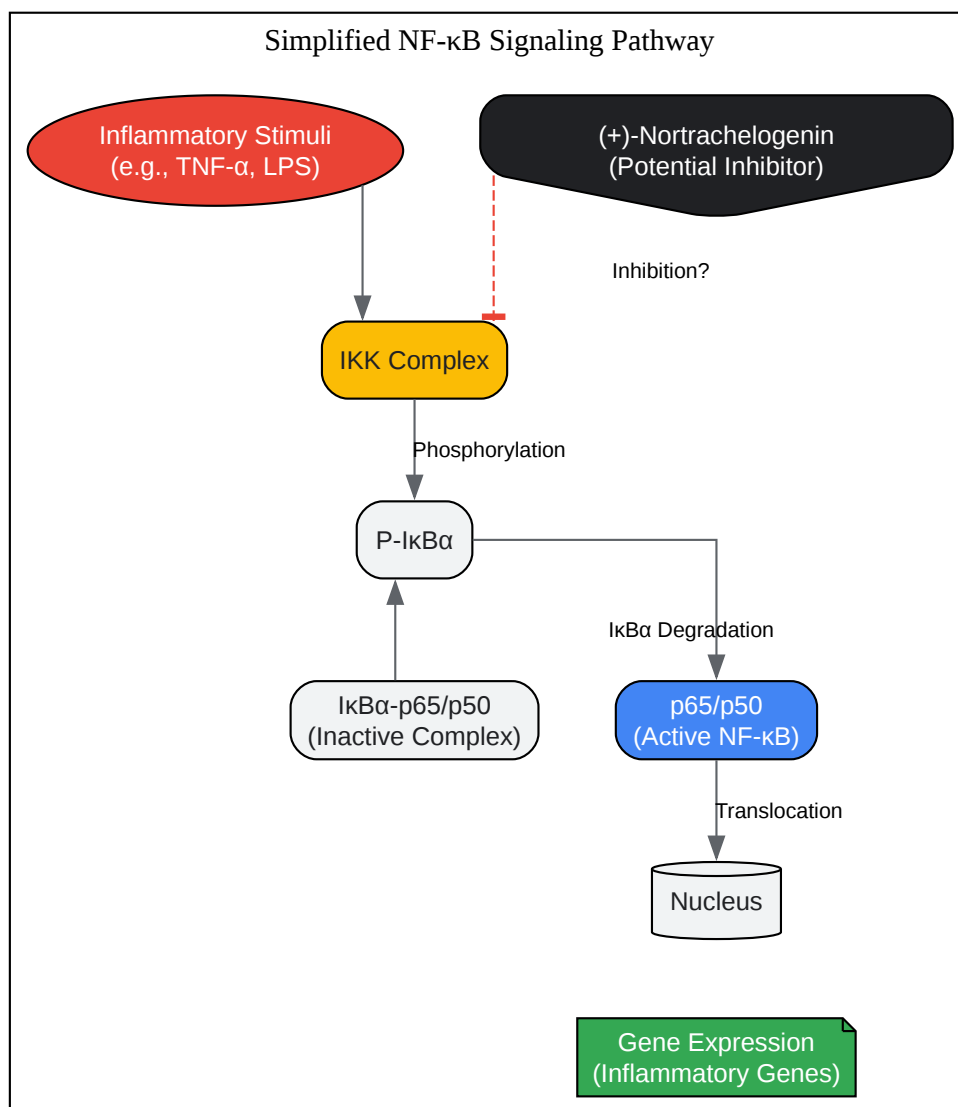 Simplified NF-κB Signaling Pathway
Inflammatory Stimuli
(e.g., TNF-α, LPS)
(+)-Nortrachelogenin
(Potential Inhibitor)
Inhibition?
IKK Complex
Phosphorylation
P-IκBα
IκBα Degradation
IκBα-p65/p50
(Inactive Complex)
p65/p50
(Active NF-κB)
Translocation
Nucleus
Gene Expression
(Inflammatory Genes)